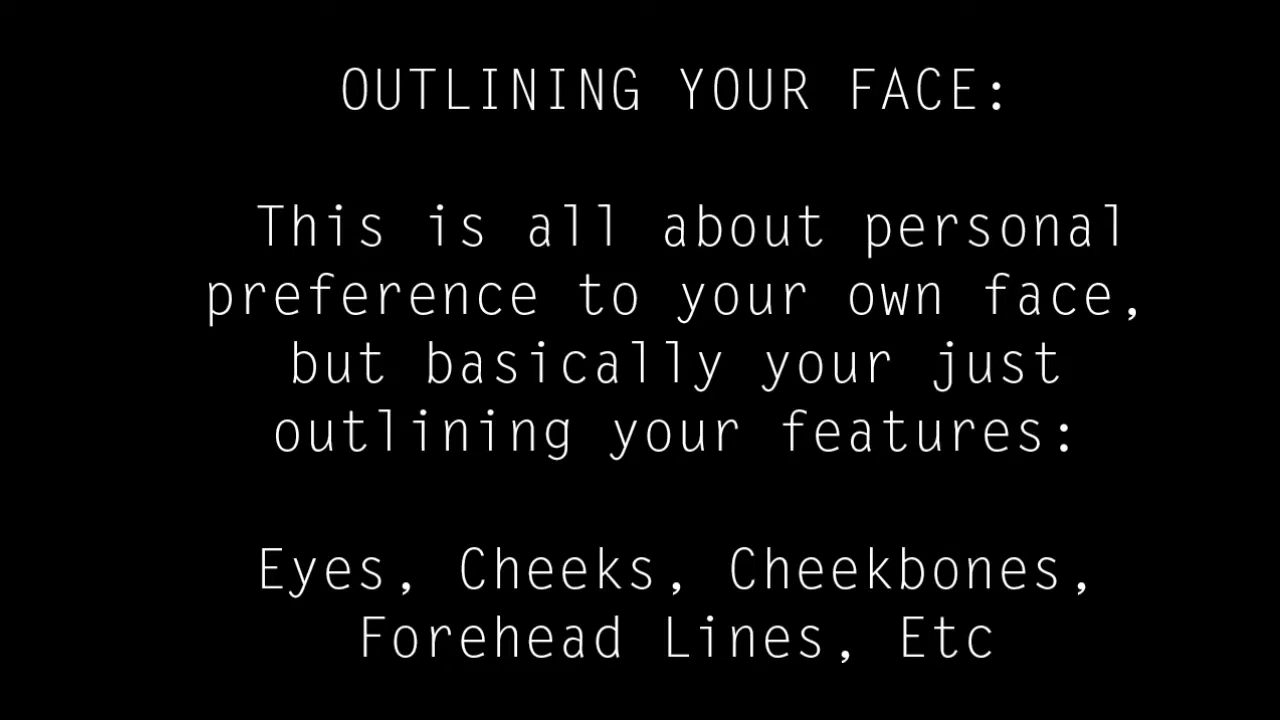 OUTLINING YOUR FACE:
This is all about personal
preference to your own face,
but basically your just
outlining your features:
Eyes, Cheeks, Cheekbones,
Forehead Lines, Etc